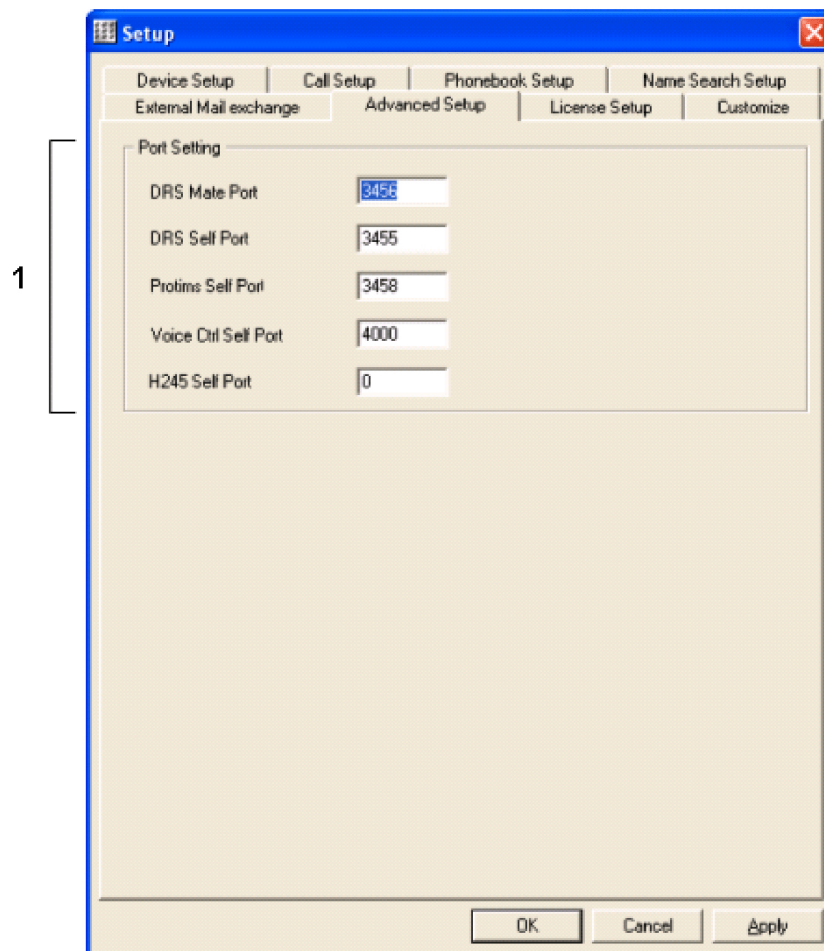 Setup
Device Setup Call Setup Phonebook Setup Name Search Setup
External Mail exchange Advanced Setup License Setup Customize
Port Setting
DRS Mate Port 3456
DRS Self Port 3455
1
Protims Self Port 3458
Voice Ctrl Self Port 4000
H245 Self Port 0
OK Cancel Apply